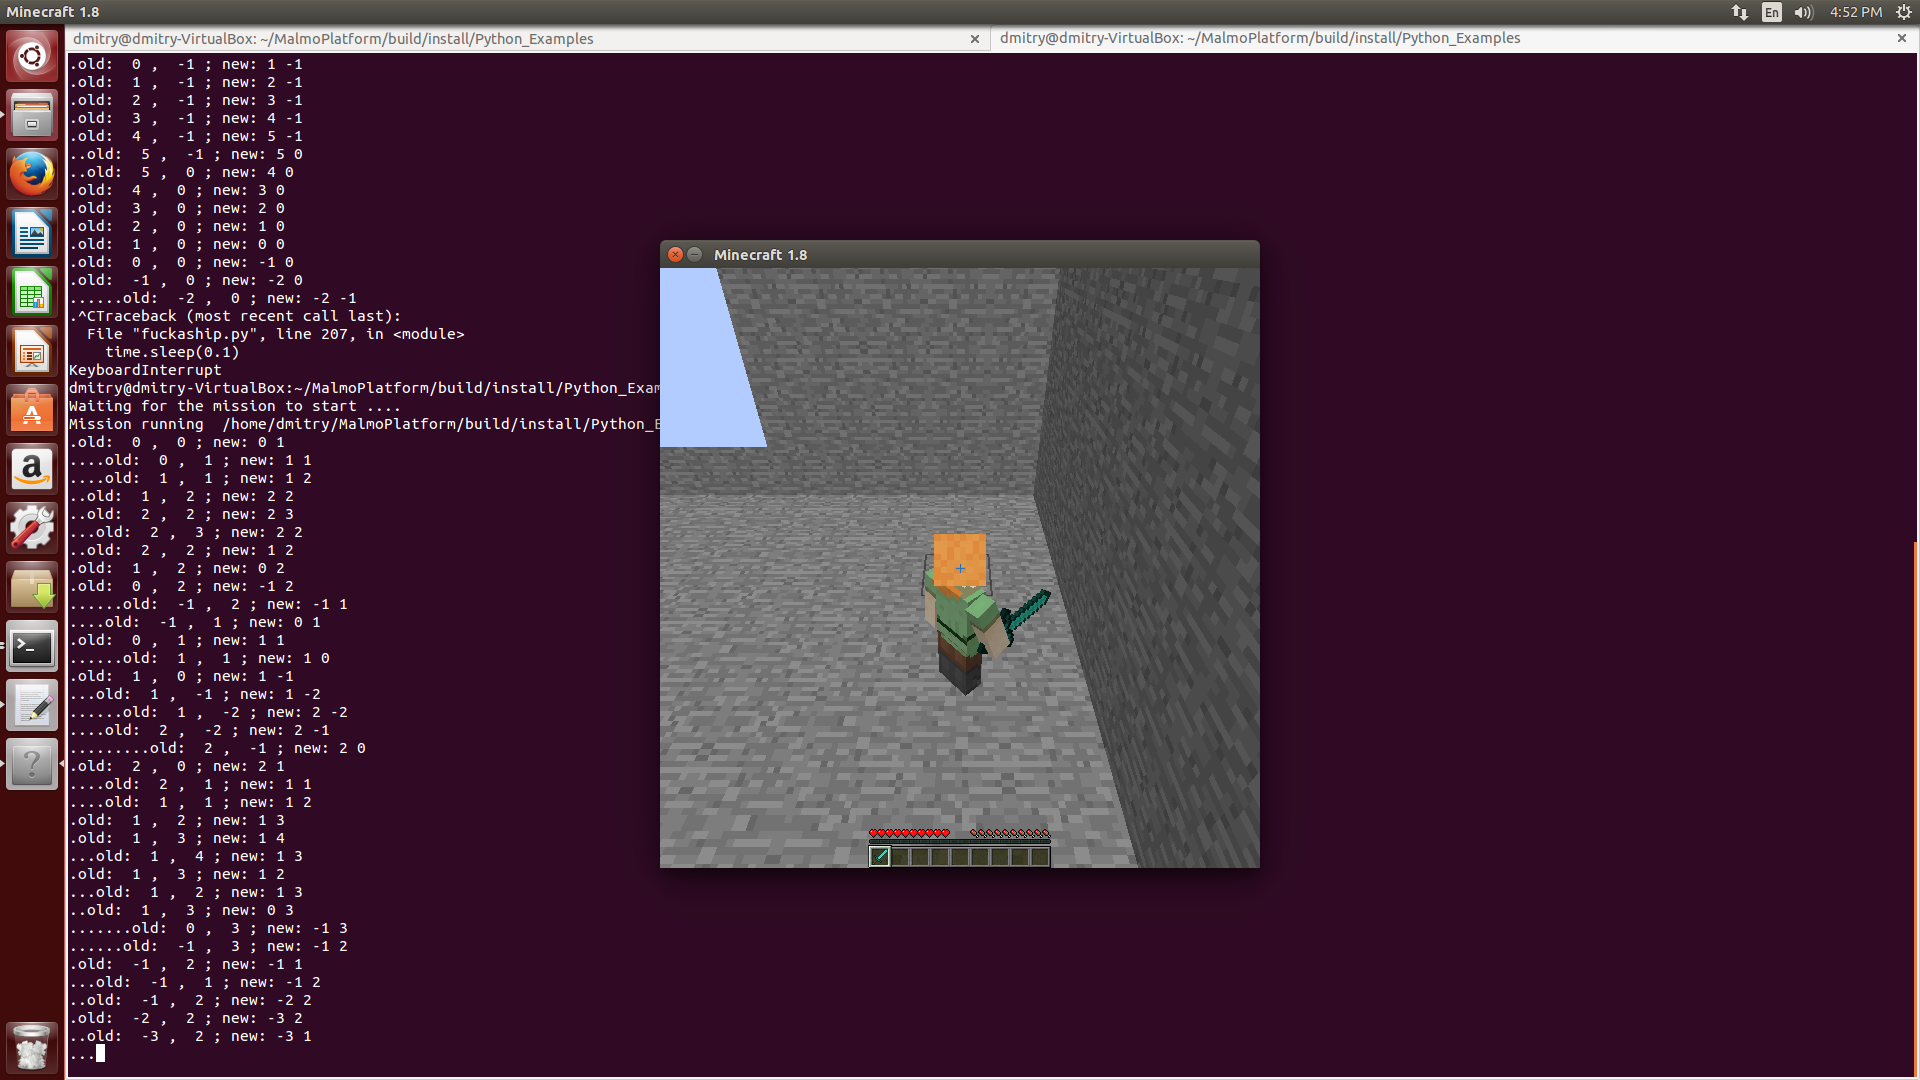 Minecraft 1.8
En
4:52 PM
dmitry@dmitry-VirtualBox: ~/MalmoPlatform/build/install/Python_Examples
dmitry@dmitry-VirtualBox: ~/MalmoPlatform/build/install/Python_Examples
.old:  0 ,  -1 ; new: 1 -1
.old:  1 ,  -1 ; new: 2 -1
.old:  2 ,  -1 ; new: 3 -1
.old:  3 ,  -1 ; new: 4 -1
.old:  4 ,  -1 ; new: 5 -1
..old:  5 ,  -1 ; new: 5 0
..old:  5 ,  0 ; new: 4 0
.old:  4 ,  0 ; new: 3 0
.old:  3 ,  0 ; new: 2 0
.old:  2 ,  0 ; new: 1 0
.old:  1 ,  0 ; new: 0 0
.old:  0 ,  0 ; new: -1 0
.old:  -1 ,  0 ; new: -2 0
......old:  -2 ,  0 ; new: -2 -1
.^CTraceback (most recent call last):
  File "fuckaship.py", line 207, in <module>
    time.sleep(0.1)
KeyboardInterrupt
dmitry@dmitry-VirtualBox:~/MalmoPlatform/build/install/Python_Exam
Waiting for the mission to start ....
Mission running  /home/dmitry/MalmoPlatform/build/install/Python_E
.old:  0 ,  0 ; new: 0 1
....old:  0 ,  1 ; new: 1 1
....old:  1 ,  1 ; new: 1 2
..old:  1 ,  2 ; new: 2 2
..old:  2 ,  2 ; new: 2 3
...old:  2 ,  3 ; new: 2 2
..old:  2 ,  2 ; new: 1 2
.old:  1 ,  2 ; new: 0 2
.old:  0 ,  2 ; new: -1 2
......old:  -1 ,  2 ; new: -1 1
....old:  -1 ,  1 ; new: 0 1
.old:  0 ,  1 ; new: 1 1
......old:  1 ,  1 ; new: 1 0
.old:  1 ,  0 ; new: 1 -1
...old:  1 ,  -1 ; new: 1 -2
......old:  1 ,  -2 ; new: 2 -2
....old:  2 ,  -2 ; new: 2 -1
.........old:  2 ,  -1 ; new: 2 0
.old:  2 ,  0 ; new: 2 1
....old:  2 ,  1 ; new: 1 1
....old:  1 ,  1 ; new: 1 2
.old:  1 ,  2 ; new: 1 3
.old:  1 ,  3 ; new: 1 4
...old:  1 ,  4 ; new: 1 3
.old:  1 ,  3 ; new: 1 2
...old:  1 ,  2 ; new: 1 3
..old:  1 ,  3 ; new: 0 3
.......old:  0 ,  3 ; new: -1 3
......old:  -1 ,  3 ; new: -1 2
.old:  -1 ,  2 ; new: -1 1
...old:  -1 ,  1 ; new: -1 2
..old:  -1 ,  2 ; new: -2 2
.old:  -2 ,  2 ; new: -3 2
..old:  -3 ,  2 ; new: -3 1
...
Minecraft 1.8